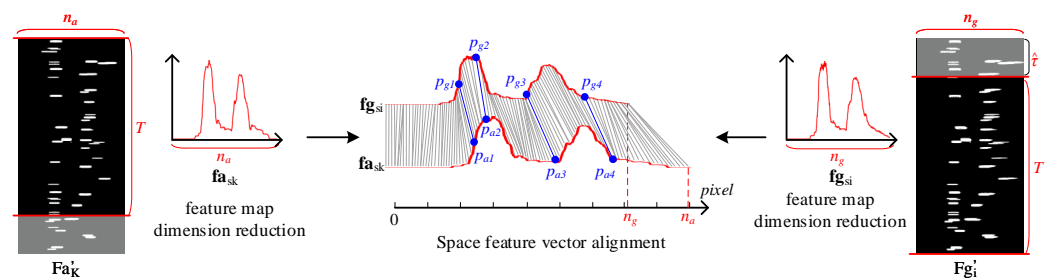 n_a
T
Fa'_K
n_a
fa_sk
feature map
dimension reduction
p_g1
p_g2
p_g3
p_g4
fg_si
fa_sk
p_a1
p_a2
p_a3
p_a4
pixel
0
n_g
n_a
Space feature vector alignment
n_g
fg_si
feature map
dimension reduction
n_g
τ̂
T
Fg'_i